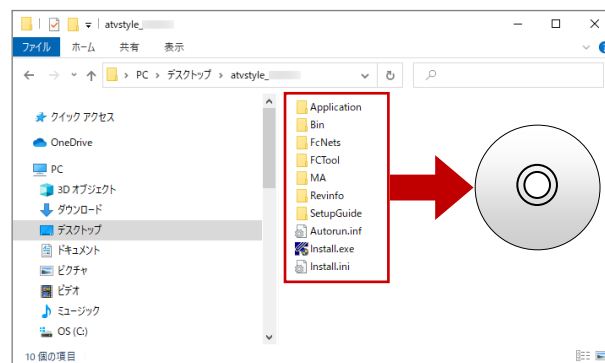 atvstyle_
ファイル ホーム 共有 表示
PC デスクトップ atvstyle_
クイック アクセス
OneDrive
PC
3D オブジェクト
ダウンロード
デスクトップ
ドキュメント
ピクチャ
ビデオ
ミュージック
OS (C:)
Application
Bin
FcNets
FCTool
MA
Revinfo
SetupGuide
Autorun.inf
Install.exe
Install.ini
10 個の項目